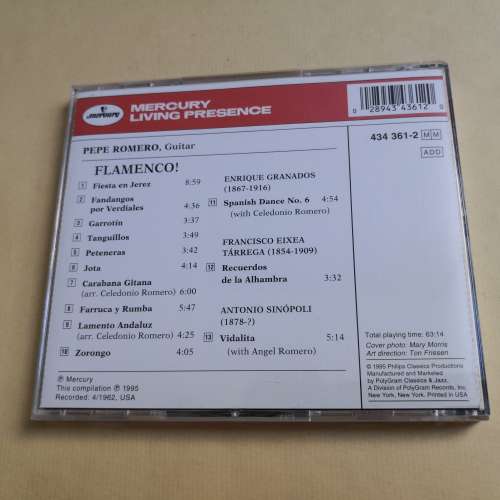 Mercury
MERCURY
LIVING PRESENCE
0 28943 43612
434 361-2 MM
ADD
PEPE ROMERO, Guitar
FLAMENCO!
1 Fiesta en Jerez 8:59
2 Fandangos
por Verdiales 4:36
3 Garrotín 3:37
4 Tanguillos 3:49
5 Peteneras 3:42
6 Jota 4:14
7 Carabana Gitana
(arr. Celedonio Romero) 6:00
8 Farruca y Rumba 5:47
9 Lamento Andaluz
(arr. Celedonio Romero) 4:25
10 Zorongo 4:05
ENRIQUE GRANADOS
(1867-1916)
11 Spanish Dance No. 6 4:54
(with Celedonio Romero)
FRANCISCO EIXEA
TÁRREGA (1854-1909)
12 Recuerdos
de la Alhambra 3:32
ANTONIO SINÓPOLI
(1878-?)
13 Vidalita 5:14
(with Angel Romero)
℗ Mercury
This compilation ℗ 1995
Recorded: 4/1962, USA
Total playing time: 63:14
Cover photo: Mary Morris
Art direction: Ton Friesen
© 1995 Philips Classics Productions
Manufactured and Marketed
by PolyGram Classics & Jazz,
A Division of PolyGram Records, Inc.
New York, New York. Printed in USA